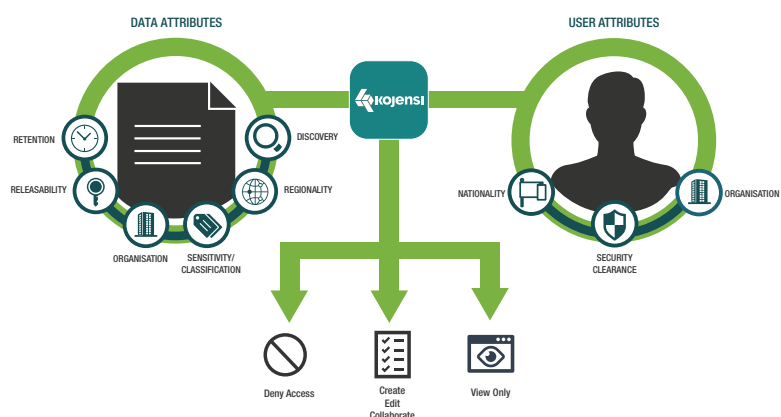 DATA ATTRIBUTES
USER ATTRIBUTES
KOJENSI
RETENTION
DISCOVERY
RELEASABILITY
REGIONALITY
ORGANISATION
SENSITIVITY/
CLASSIFICATION
NATIONALITY
ORGANISATION
SECURITY
CLEARANCE
Deny Access
Create
Edit
Collaborate
View Only